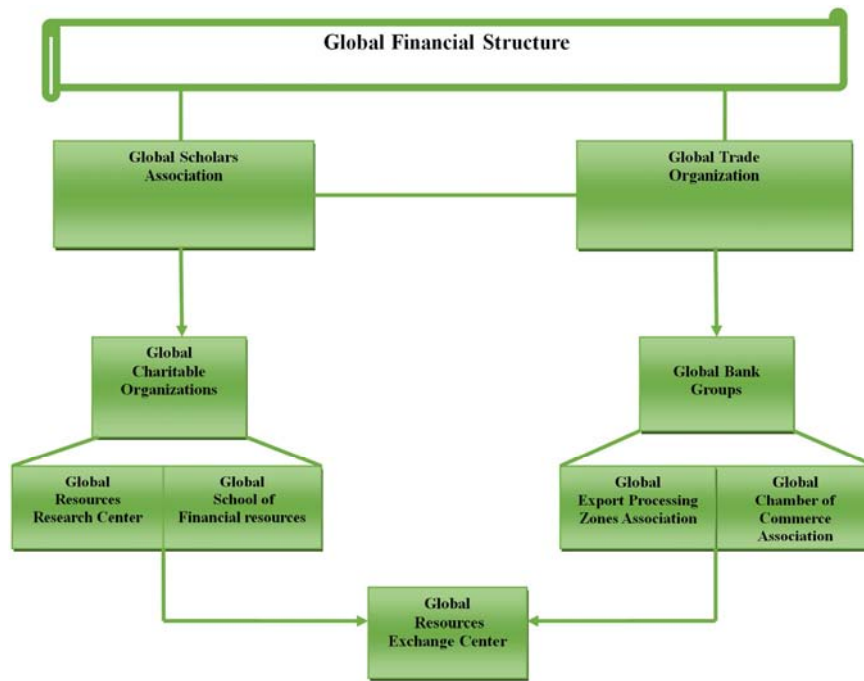 Global Financial Structure
Global Scholars
Association
Global Trade
Organization
Global
Charitable
Organizations
Global Bank
Groups
Global
Resources
Research Center
Global
School of
Financial resources
Global
Export Processing
Zones Association
Global
Chamber of
Commerce
Association
Global
Resources
Exchange Center